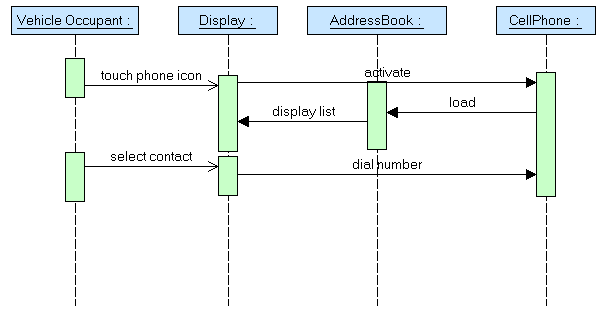 Vehicle Occupant :
Display :
AddressBook :
CellPhone :
touch phone icon
activate
load
display list
select contact
dial number